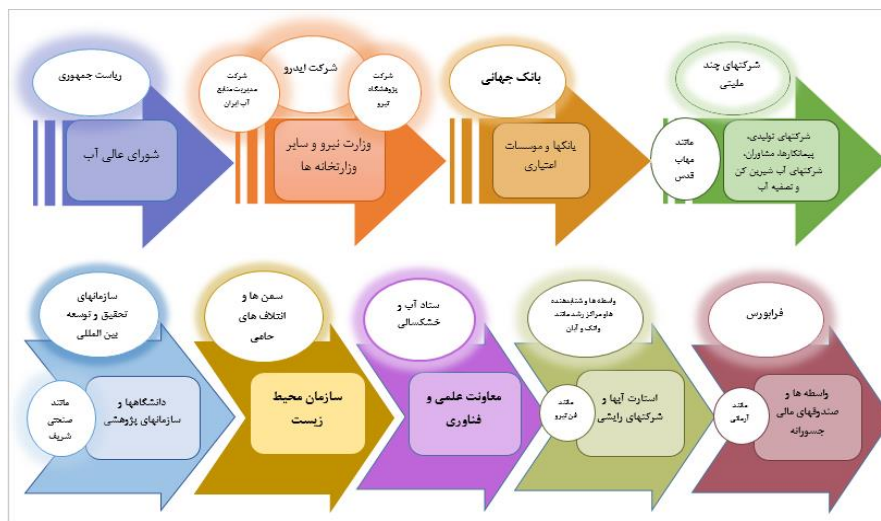 ریاست جمهوری
شورای عالی آب
شرکت
مدیریت منابع
آب ایران
شرکت ایدرو
شرکت
پژوهشگاه
نیرو
وزارت نیرو و سایر
وزارتخانه ها
بانک جهانی
بانکها و موسسات
اعتباری
شرکتهای چند
ملیتی
مانند
مهاب
قدس
شرکتهای تولیدی،
پیمانکارها، مشاوران،
شرکتهای آب شیرین کن
و تصفیه آب
سازمانهای
تحقیق و توسعه
بین المللی
مانند
صنعتی
شریف
دانشگاهها و
سازمانهای پژوهشی
سمن ها و
ائتلاف های
حامی
سازمان محیط
زیست
ستاد آب و
خشکسالی
معاونت علمی و
فناوری
واسطه ها و شتابدهنده
ها و مراکز رشد مانند
واتک و آبان
مانند
فن نیرو
استارت آپها و
شرکتهای زایشی
فرابورس
مانند
آرمانی
واسطه ها و
صندوقهای مالی
جسورانه